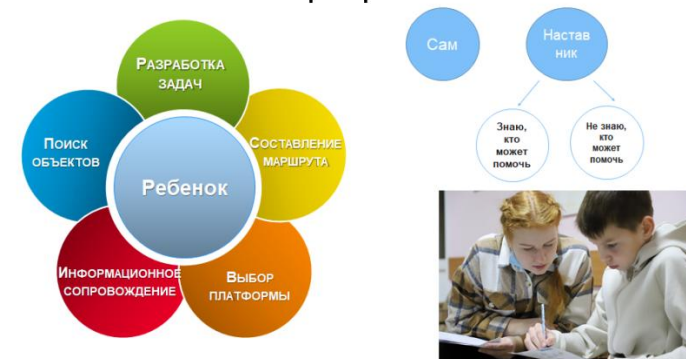 РАЗРАБОТКА
ЗАДАЧ
СОСТАВЛЕНИЕ
МАРШРУТА
ВЫБОР
ПЛАТФОРМЫ
ИНФОРМАЦИОННОЕ
СОПРОВОЖДЕНИЕ
ПОИСК
ОБЪЕКТОВ
Ребенок
Сам
Настав
ник
Знаю,
кто
может
помочь
Не знаю,
кто
может
помочь